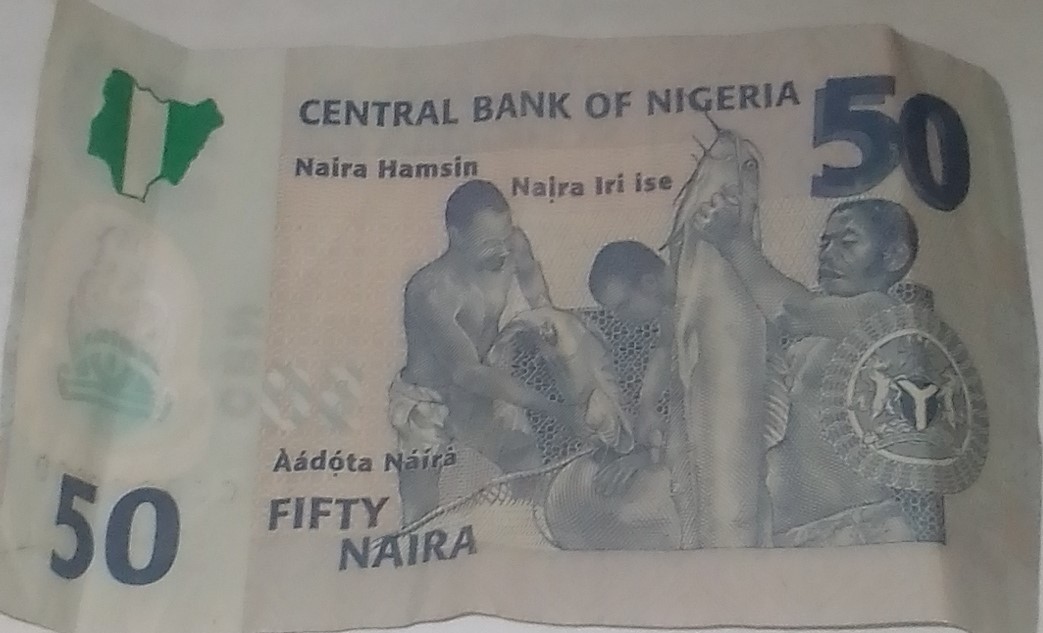 CENTRAL BANK OF NIGERIA
50
Naira Hamsin
Naịra Iri ise
Àádọ́ta Náírà
FIFTY
NAIRA
50